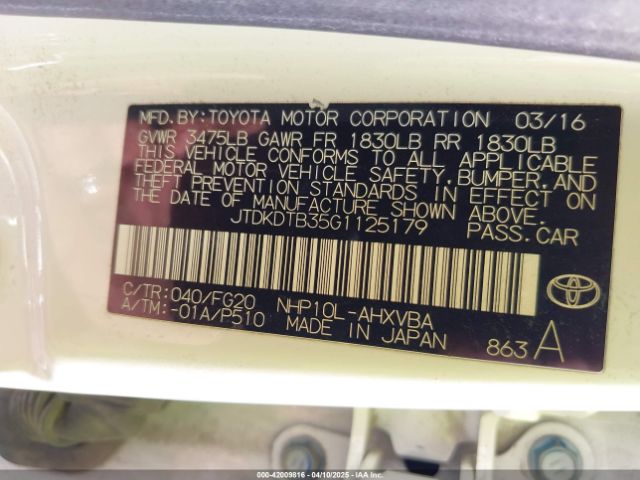 MFD.BY:TOYOTA MOTOR CORPORATION 03/16
GVWR 3475LB GAWR FR 1830LB RR 1830LB
THIS VEHICLE CONFORMS TO ALL APPLICABLE
FEDERAL MOTOR VEHICLE SAFETY, BUMPER, AND
THEFT PREVENTION STANDARDS IN EFFECT ON
THE DATE OF MANUFACTURE SHOWN ABOVE.
JTDKDTB35G1125179 PASS.CAR
C/TR:040/FG20 NHP10L-AHXVBA
A/TM:-01A/P510 MADE IN JAPAN
TOYOTA
863 A
000-42009816 - 04/10/2025 - IAAI.COM